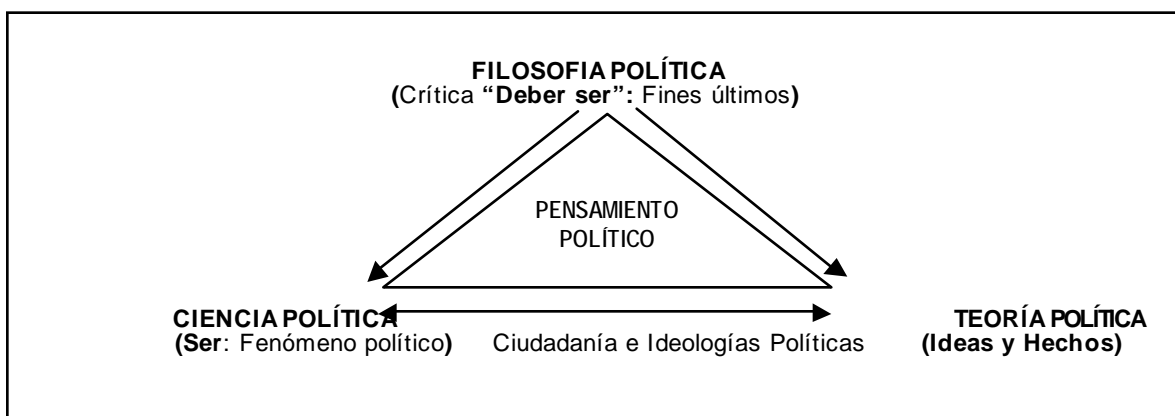 FILOSOFIA POLÍTICA
(Crítica “Deber ser”: Fines últimos)
PENSAMIENTO
POLÍTICO
CIENCIA POLÍTICA
(Ser: Fenómeno político)
Ciudadanía e Ideologías Políticas
TEORÍA POLÍTICA
(Ideas y Hechos)